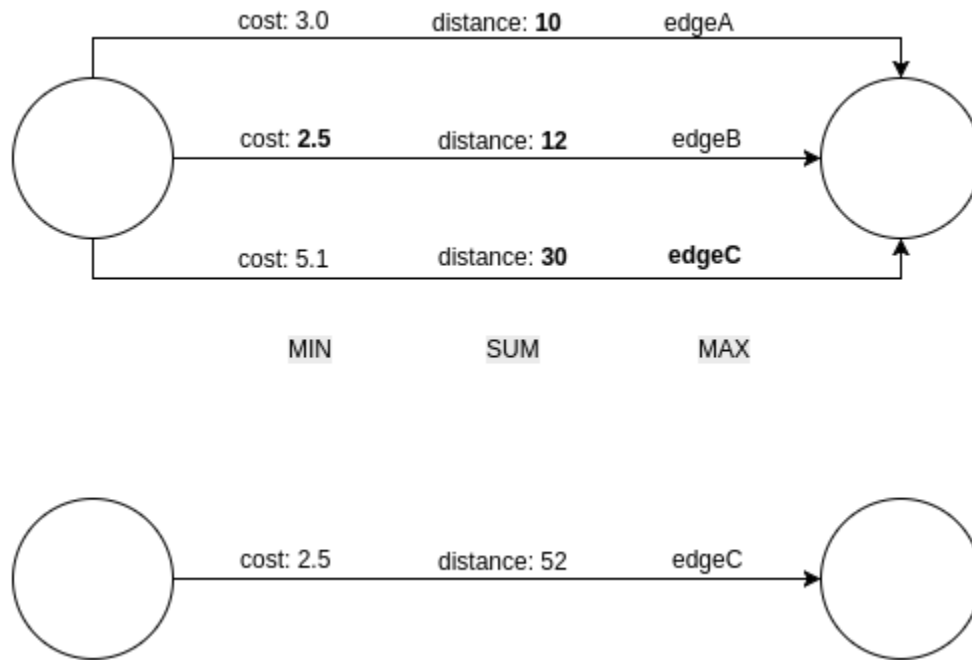 cost: 3.0 distance: 10 edgeA
cost: 2.5 distance: 12 edgeB
cost: 5.1 distance: 30 edgeC
MIN SUM MAX
cost: 2.5 distance: 52 edgeC